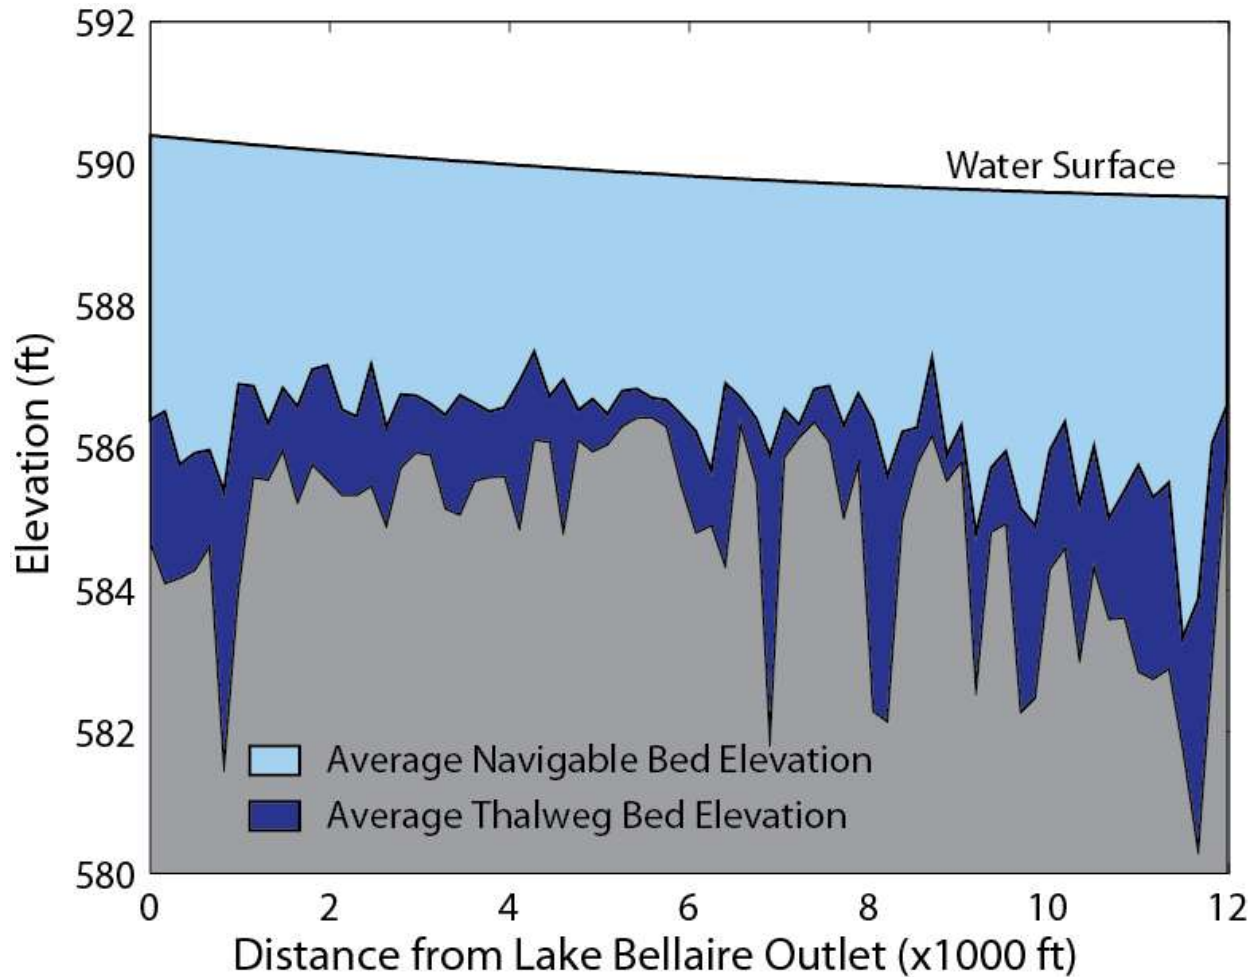 592
590
588
586
584
582
580
Elevation (ft)
Water Surface
Average Navigable Bed Elevation
Average Thalweg Bed Elevation
0 2 4 6 8 10 12
Distance from Lake Bellaire Outlet (x1000 ft)